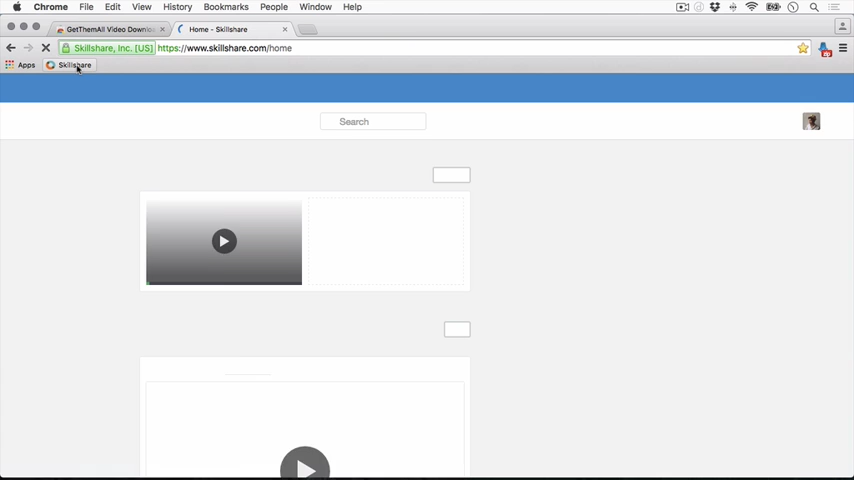 Chrome File Edit View History Bookmarks People Window Help
GetThemAll Video Downlo
Home - Skillshare
Skillshare, Inc. [US] https://www.skillshare.com/home
Apps Skillshare
Search